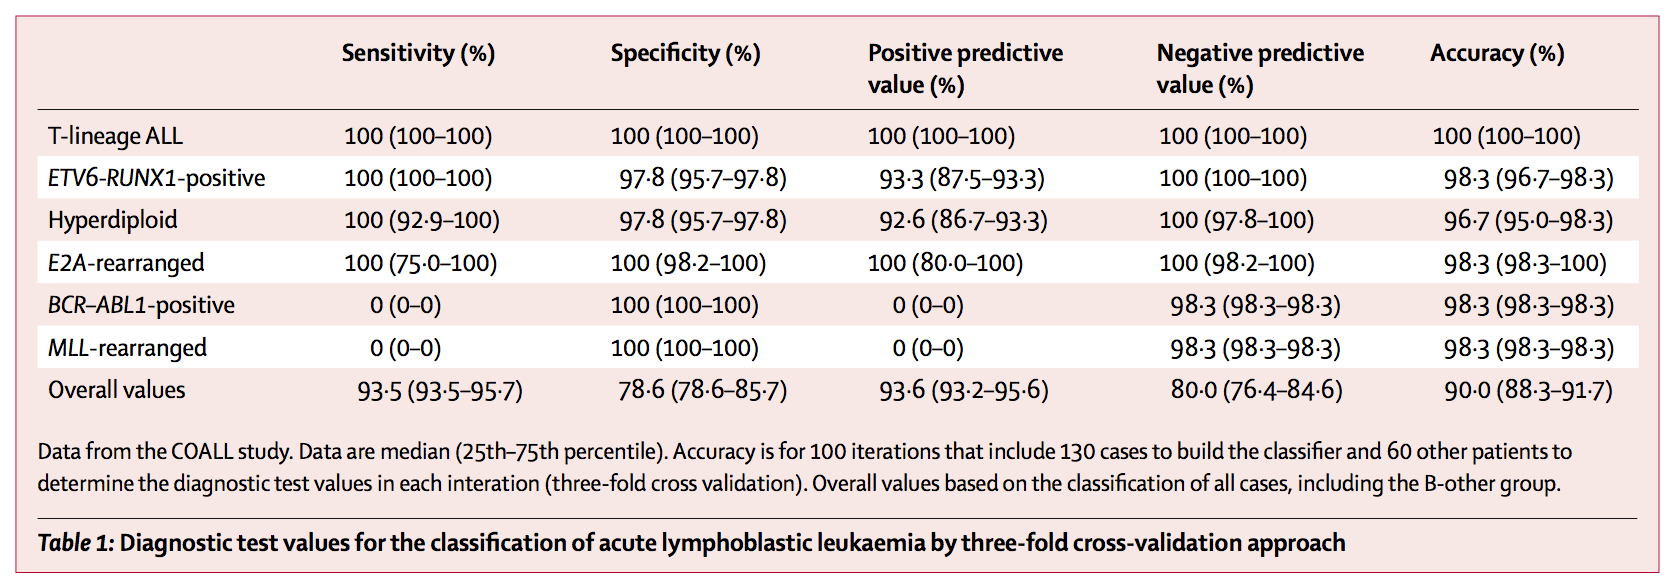 Sensitivity (%) Specificity (%) Positive predictive value (%) Negative predictive value (%) Accuracy (%)
T-lineage ALL 100 (100–100) 100 (100–100) 100 (100–100) 100 (100–100) 100 (100–100)
ETV6-RUNX1-positive 100 (100–100) 97·8 (95·7–97·8) 93·3 (87·5–93·3) 100 (100–100) 98·3 (96·7–98·3)
Hyperdiploid 100 (92·9–100) 97·8 (95·7–97·8) 92·6 (86·7–93·3) 100 (97·8–100) 96·7 (95·0–98·3)
E2A-rearranged 100 (75·0–100) 100 (98·2–100) 100 (80·0–100) 100 (98·2–100) 98·3 (98·3–100)
BCR–ABL1-positive 0 (0–0) 100 (100–100) 0 (0–0) 98·3 (98·3–98·3) 98·3 (98·3–98·3)
MLL-rearranged 0 (0–0) 100 (100–100) 0 (0–0) 98·3 (98·3–98·3) 98·3 (98·3–98·3)
Overall values 93·5 (93·5–95·7) 78·6 (78·6–85·7) 93·6 (93·2–95·6) 80·0 (76·4–84·6) 90·0 (88·3–91·7)
Data from the COALL study. Data are median (25th–75th percentile). Accuracy is for 100 iterations that include 130 cases to build the classifier and 60 other patients to
determine the diagnostic test values in each interation (three-fold cross validation). Overall values based on the classification of all cases, including the B-other group.
Table 1: Diagnostic test values for the classification of acute lymphoblastic leukaemia by three-fold cross-validation approach